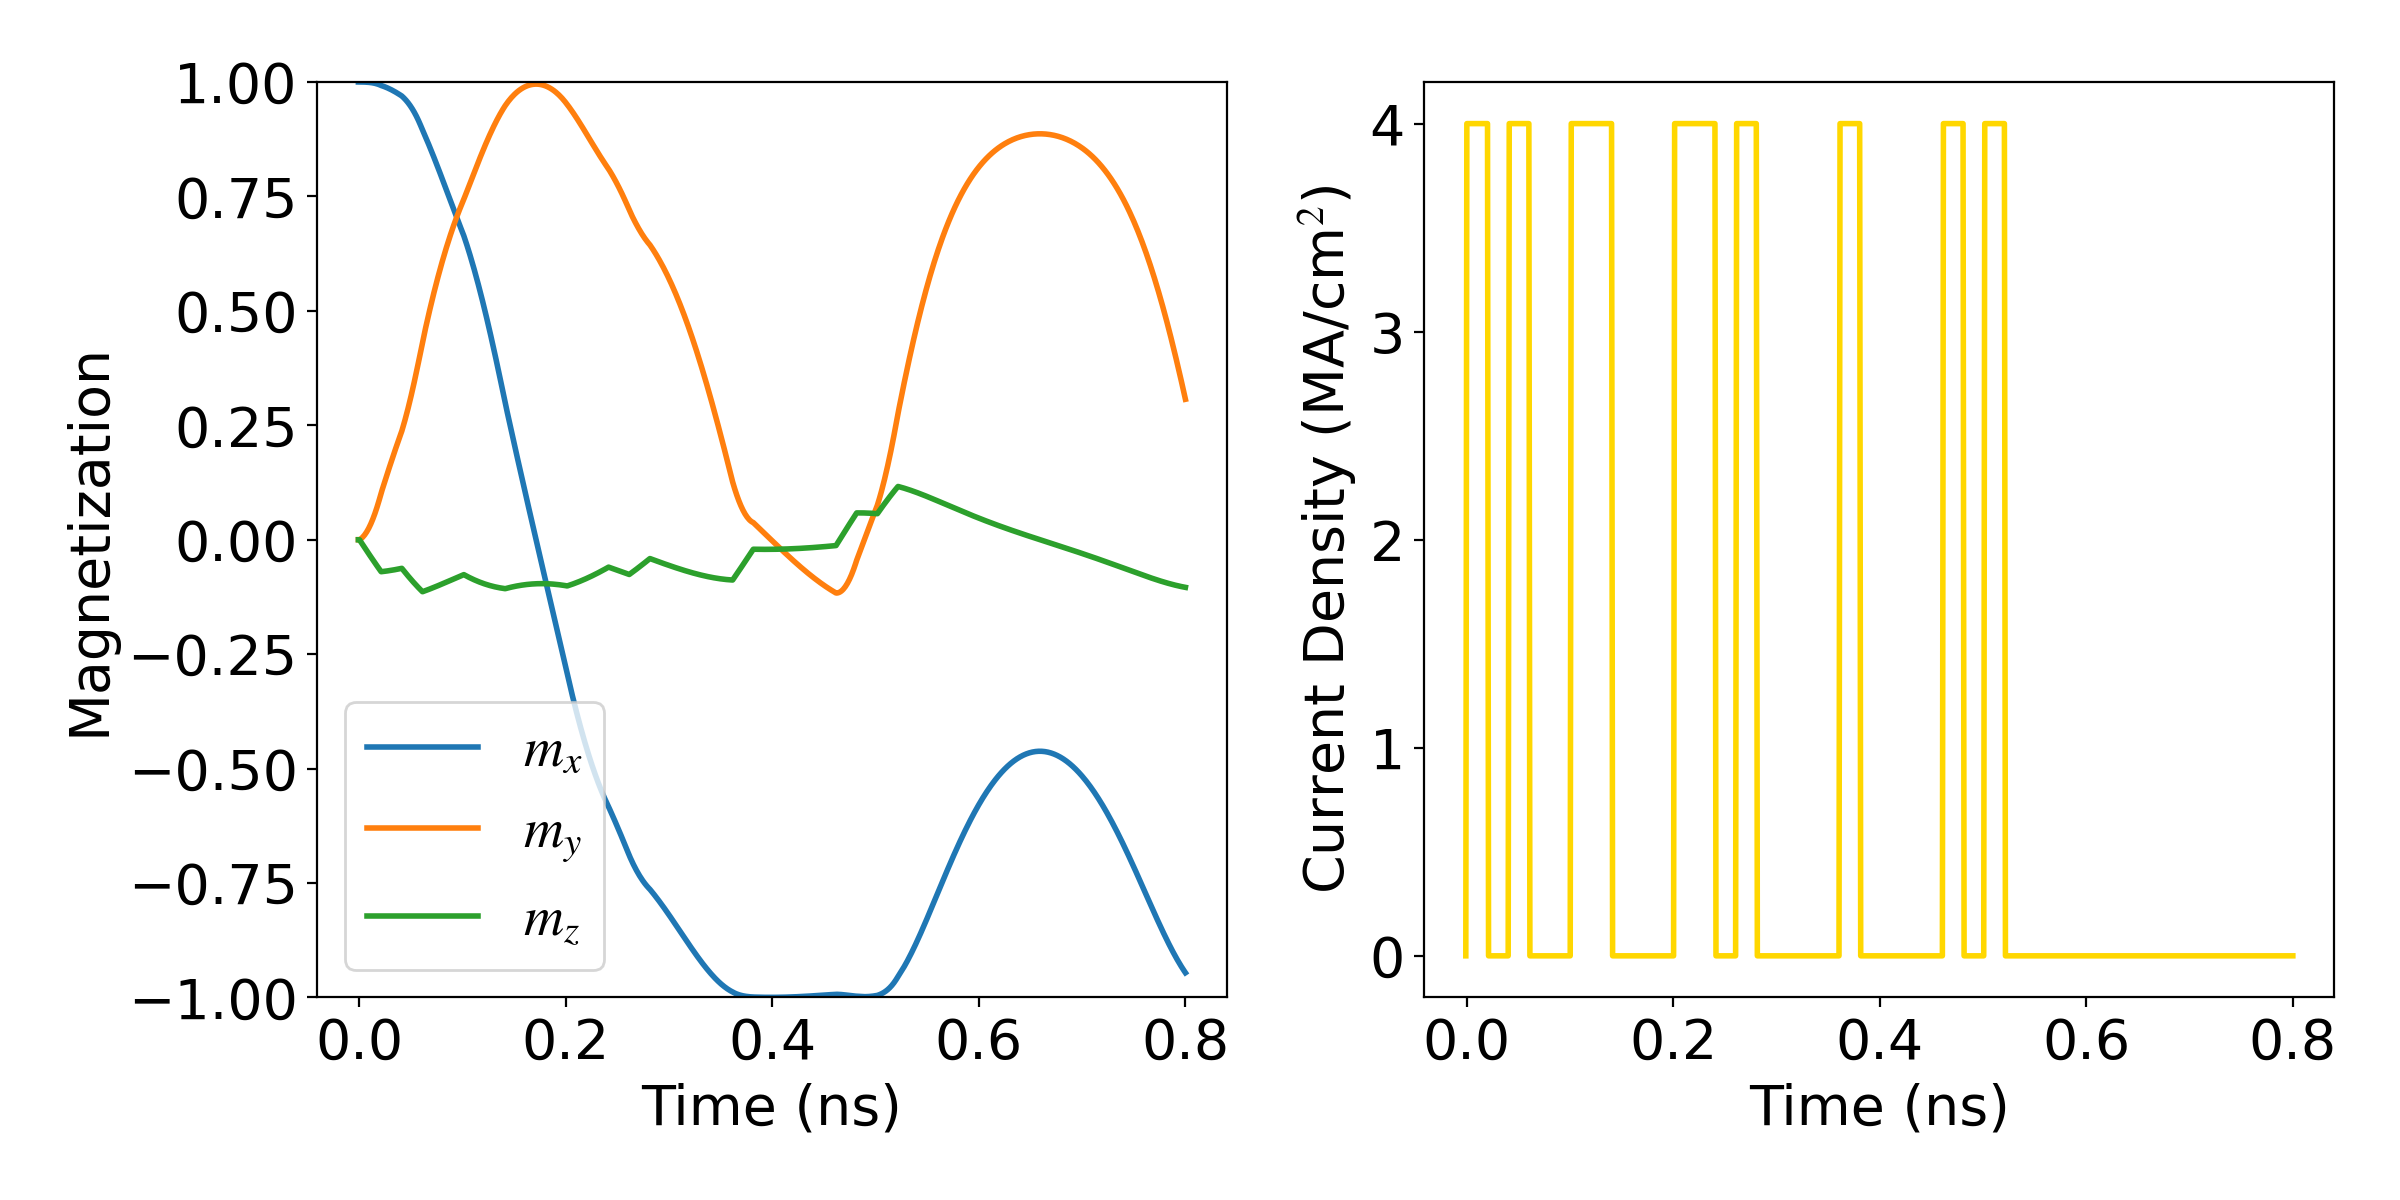 Magnetization
1.00
0.75
0.50
0.25
0.00
−0.25
−0.50
−0.75
−1.00
m_x
m_y
m_z
0.0 0.2 0.4 0.6 0.8
Time (ns)
Current Density (MA/cm²)
4
3
2
1
0
0.0 0.2 0.4 0.6 0.8
Time (ns)